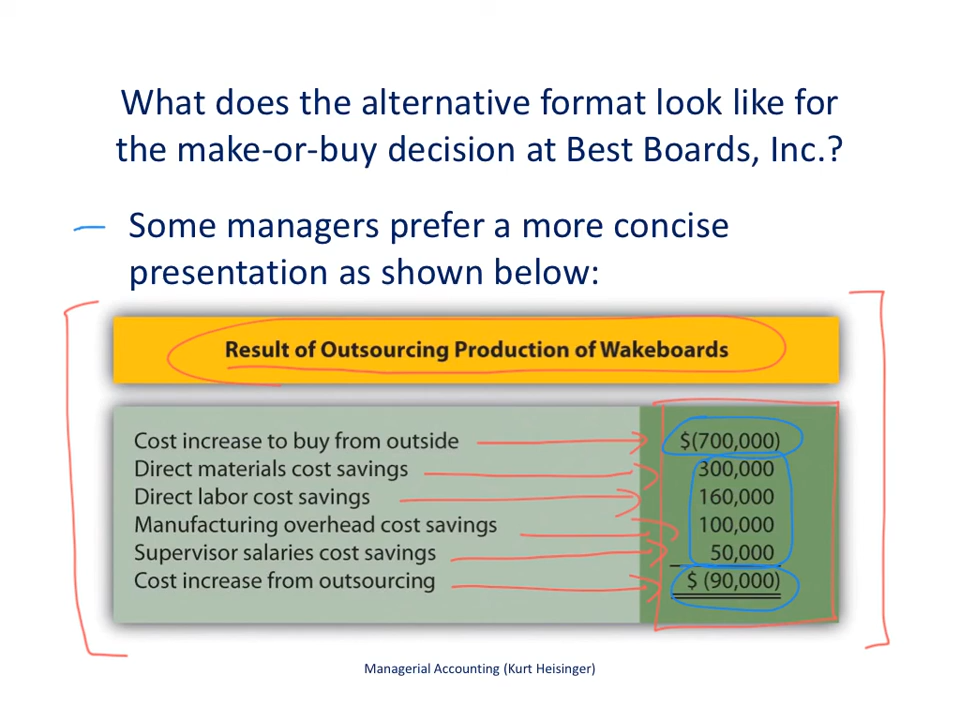 What does the alternative format look like for
the make-or-buy decision at Best Boards, Inc.?
Some managers prefer a more concise
presentation as shown below:
Result of Outsourcing Production of Wakeboards
Cost increase to buy from outside $(700,000)
Direct materials cost savings 300,000
Direct labor cost savings 160,000
Manufacturing overhead cost savings 100,000
Supervisor salaries cost savings 50,000
Cost increase from outsourcing $ (90,000)
Managerial Accounting (Kurt Heisinger)